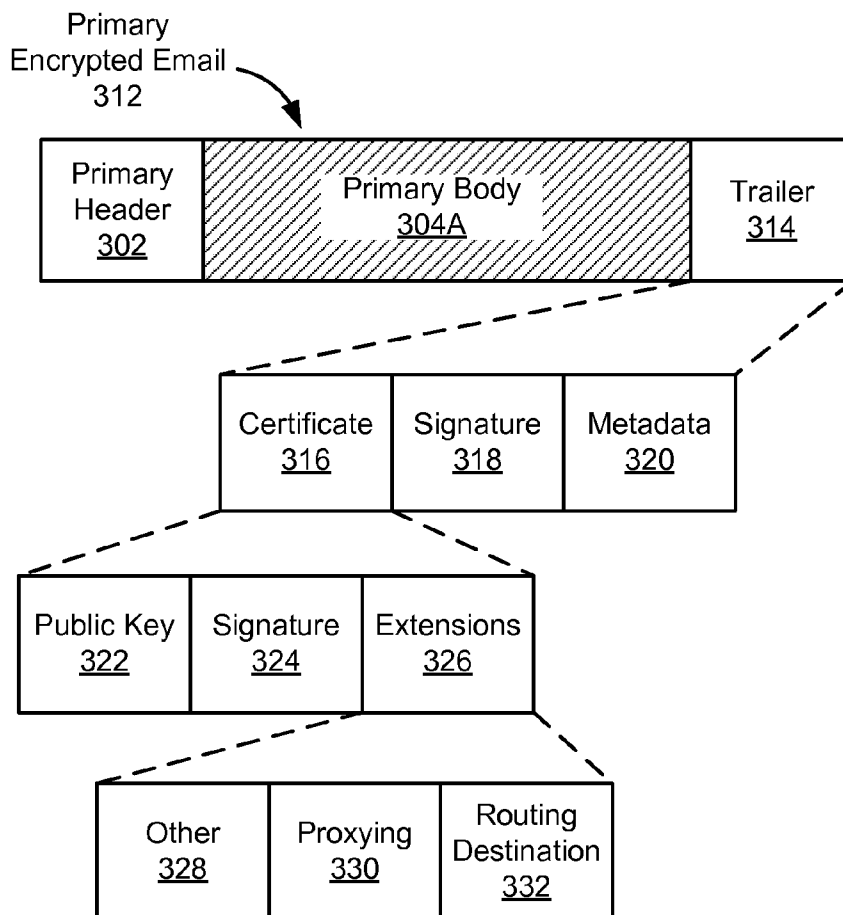 Primary
Encrypted Email
312
Primary
Header
302
Primary Body
304A
Trailer
314
Certificate
316
Signature
318
Metadada
320
Public Key
322
Signature
324
Extensions
326
Other
328
Proxying
330
Routing
Destination
332